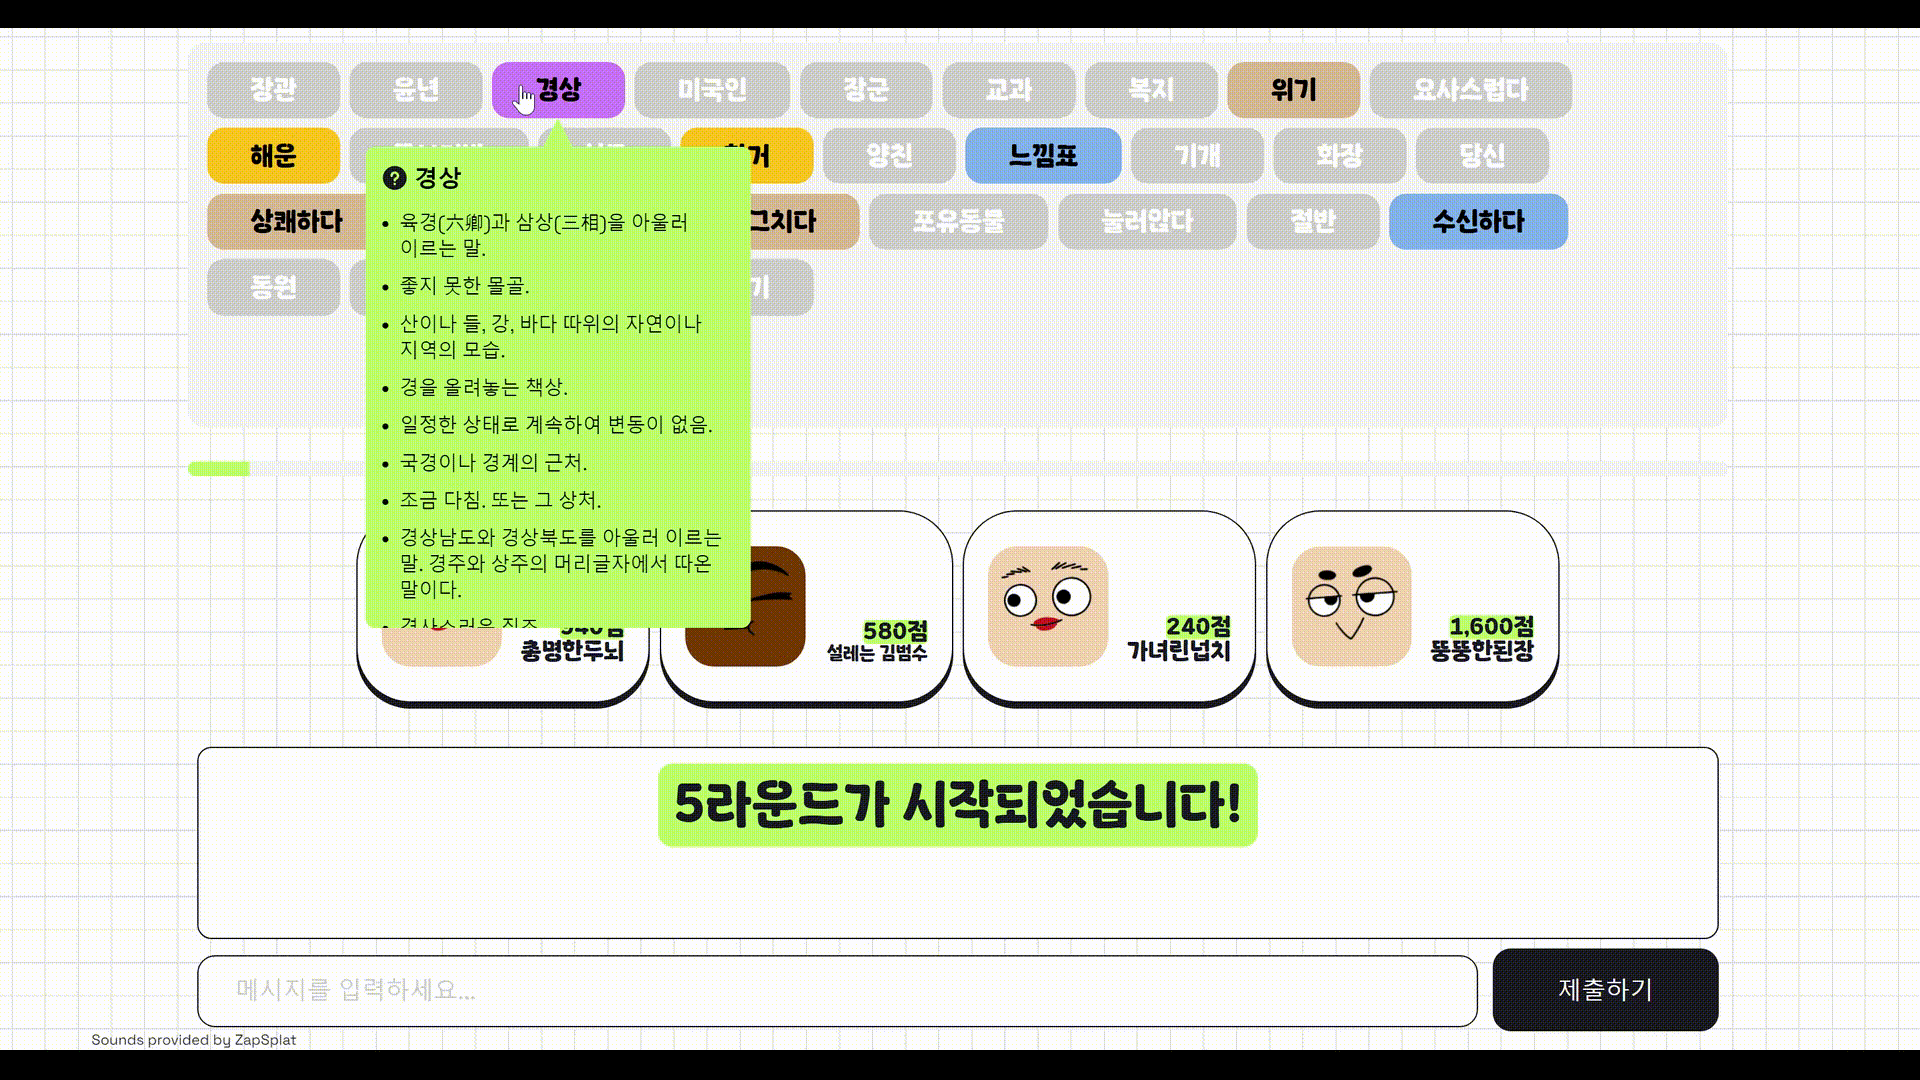 장관 윤년 경상 미국인 장군 교과 복지 위기 요사스럽다
해운 거 양친 느낌표 기개 화장 당신
상쾌하다 그치다 포유동물 눌러앉다 절반 수신하다
동원 기
경상
육경(六卿)과 삼상(三相)을 아울러
이르는 말.
좋지 못한 몰골.
산이나 들, 강, 바다 따위의 자연이나
지역의 모습.
경을 올려놓는 책상.
일정한 상태로 계속하여 변동이 없음.
국경이나 경계의 근처.
조금 다침. 또는 그 상처.
경상남도와 경상북도를 아울러 이르는
말. 경주와 상주의 머리글자에서 따온
말이다.
940점
총명한두뇌
580점
설레는 김범수
240점
가녀린넙치
1,600점
뚱뚱한된장
5라운드가 시작되었습니다!
메시지를 입력하세요...
제출하기
Sounds provided by ZapSplat